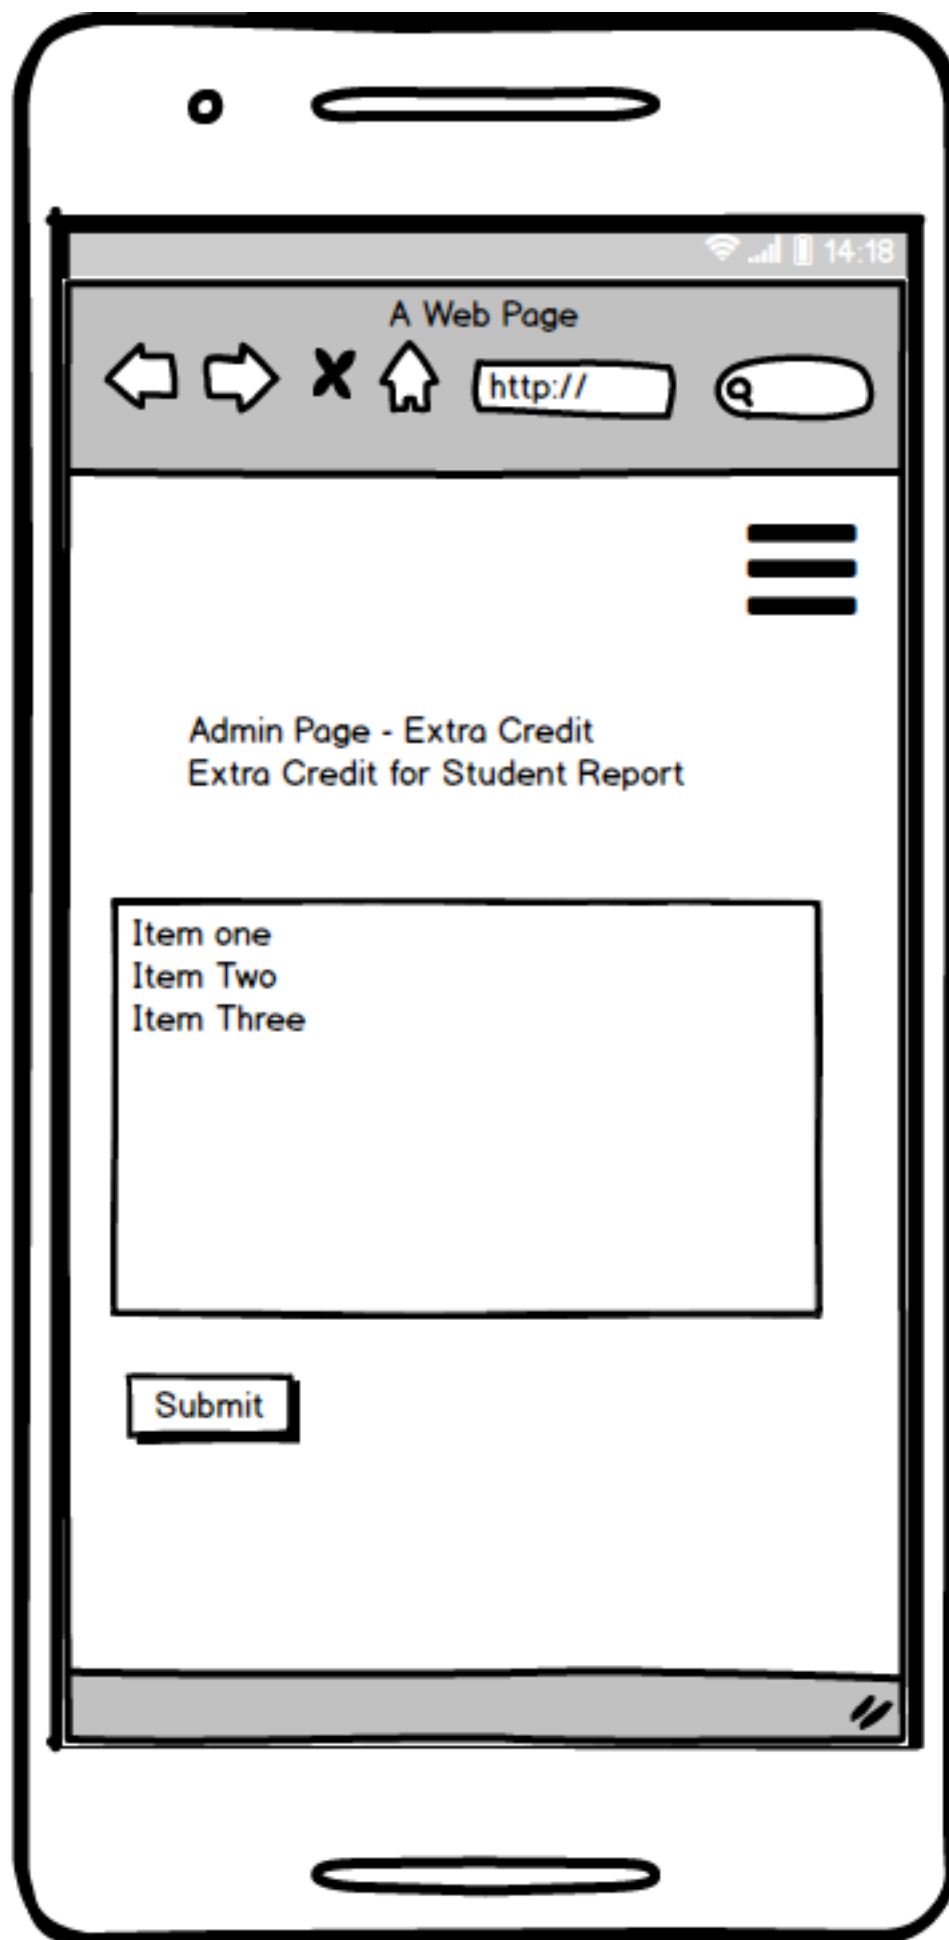 14:18
A Web Page
http://
Admin Page - Extra Credit
Extra Credit for Student Report
Item one
Item Two
Item Three
Submit